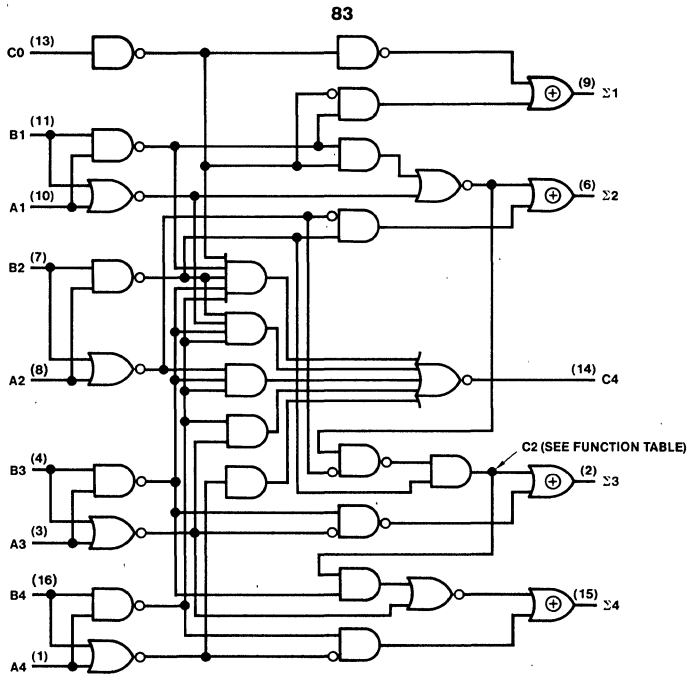 83
C0 (13)
(9) Σ1
B1 (11)
A1 (10)
(6) Σ2
B2 (7)
A2 (8)
(14) C4
C2 (SEE FUNCTION TABLE)
B3 (4)
(2) Σ3
A3 (3)
B4 (16)
(15) Σ4
A4 (1)